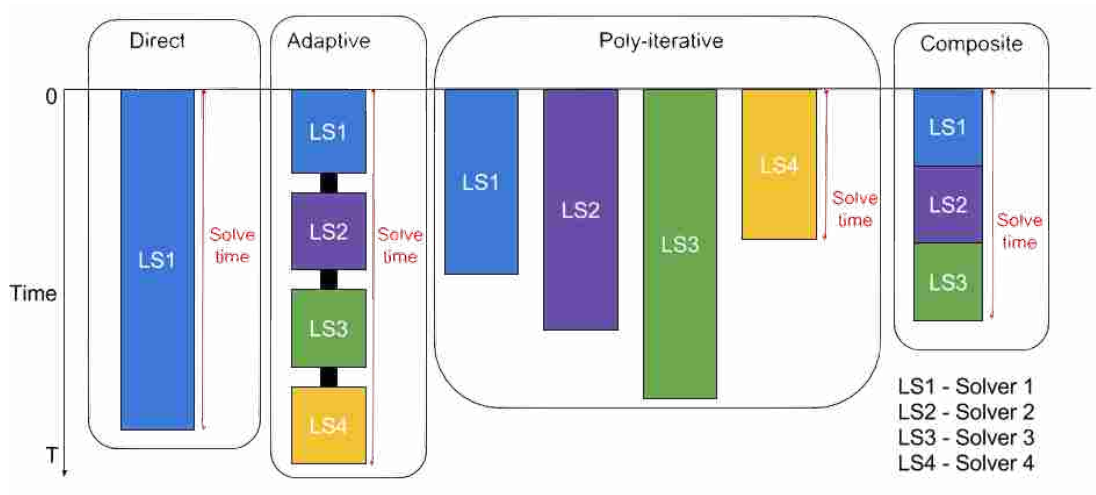 Direct
Adaptive
Poly-iterative
Composite
0
Time
T
LS1
Solve
time
LS1
LS2
LS3
LS4
Solve
time
LS1
LS2
LS3
LS4
Solve
time
LS1
LS2
LS3
Solve
time
LS1 - Solver 1
LS2 - Solver 2
LS3 - Solver 3
LS4 - Solver 4